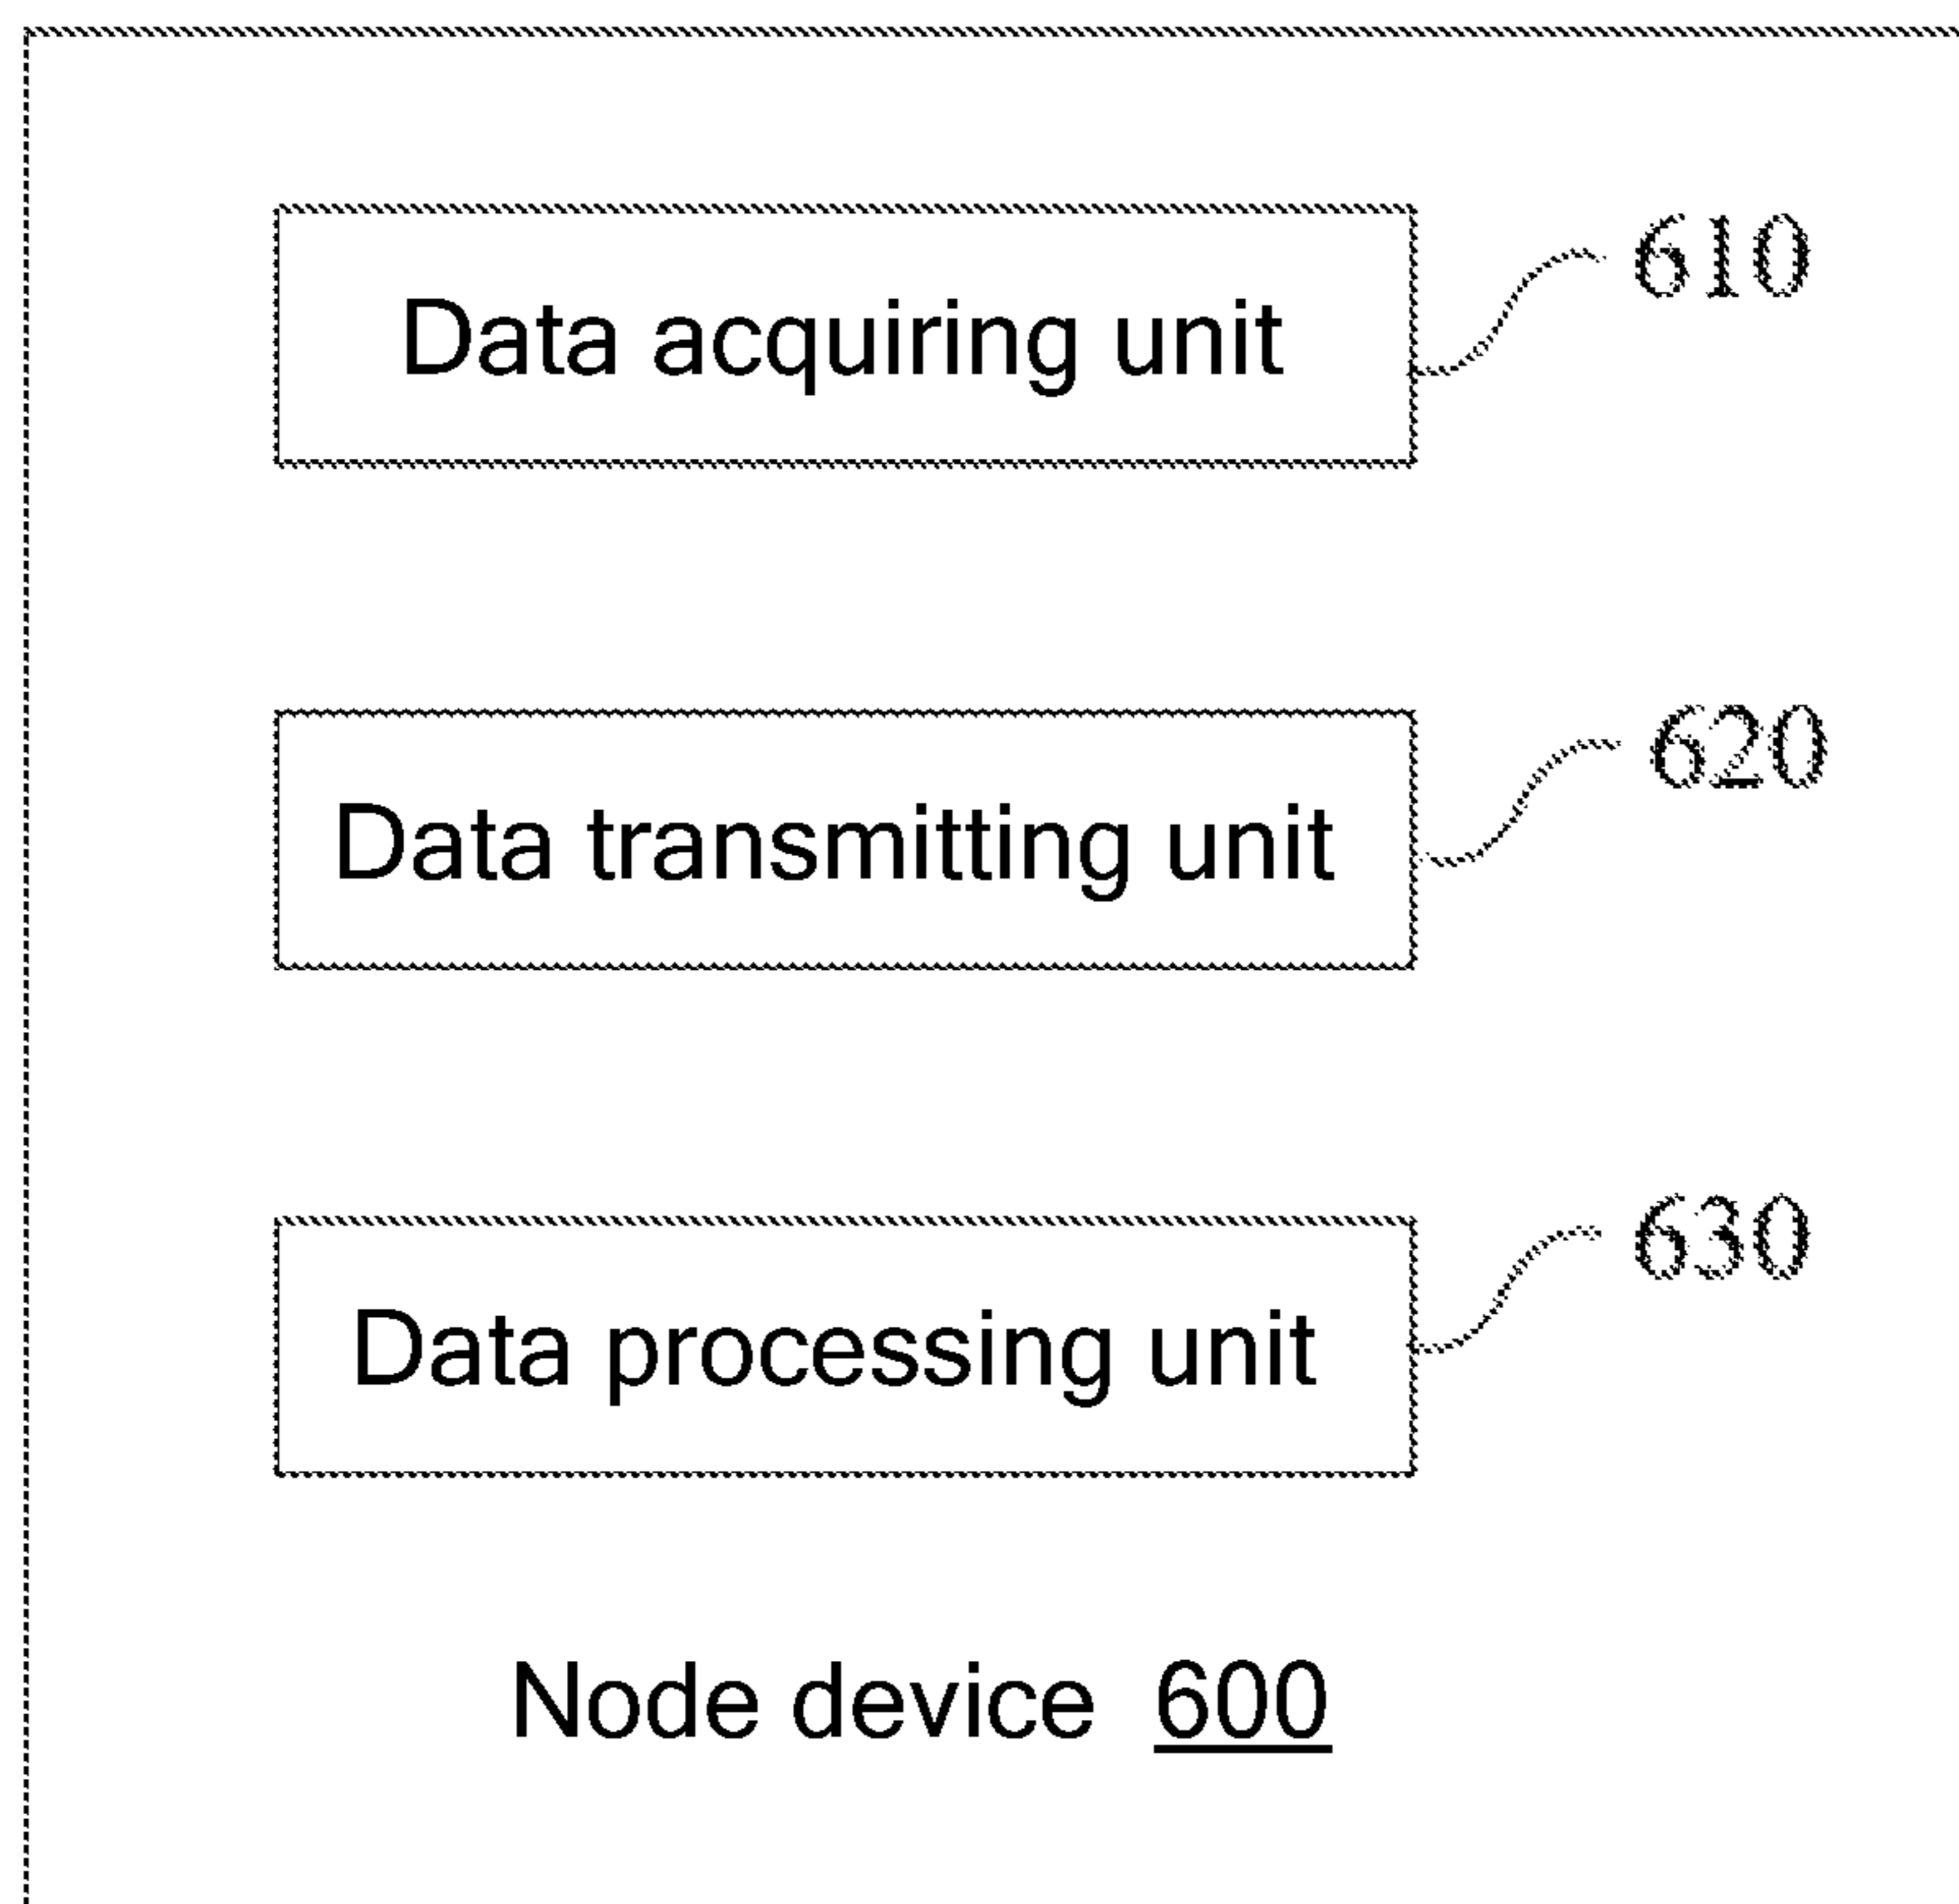 Data acquiring unit 610
Data transmitting unit 620
Data processing unit 630
Node device 600